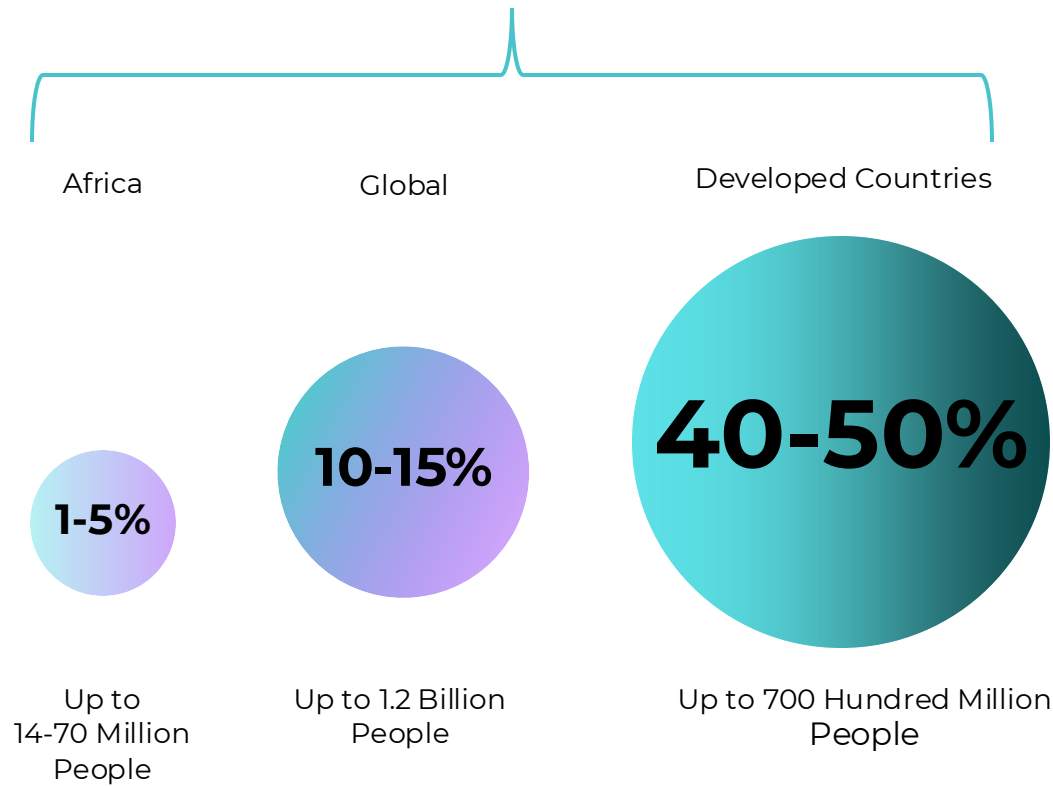 Africa
Global
Developed Countries
1-5%
10-15%
40-50%
Up to
14-70 Million
People
Up to 1.2 Billion
People
Up to 700 Hundred Million
People